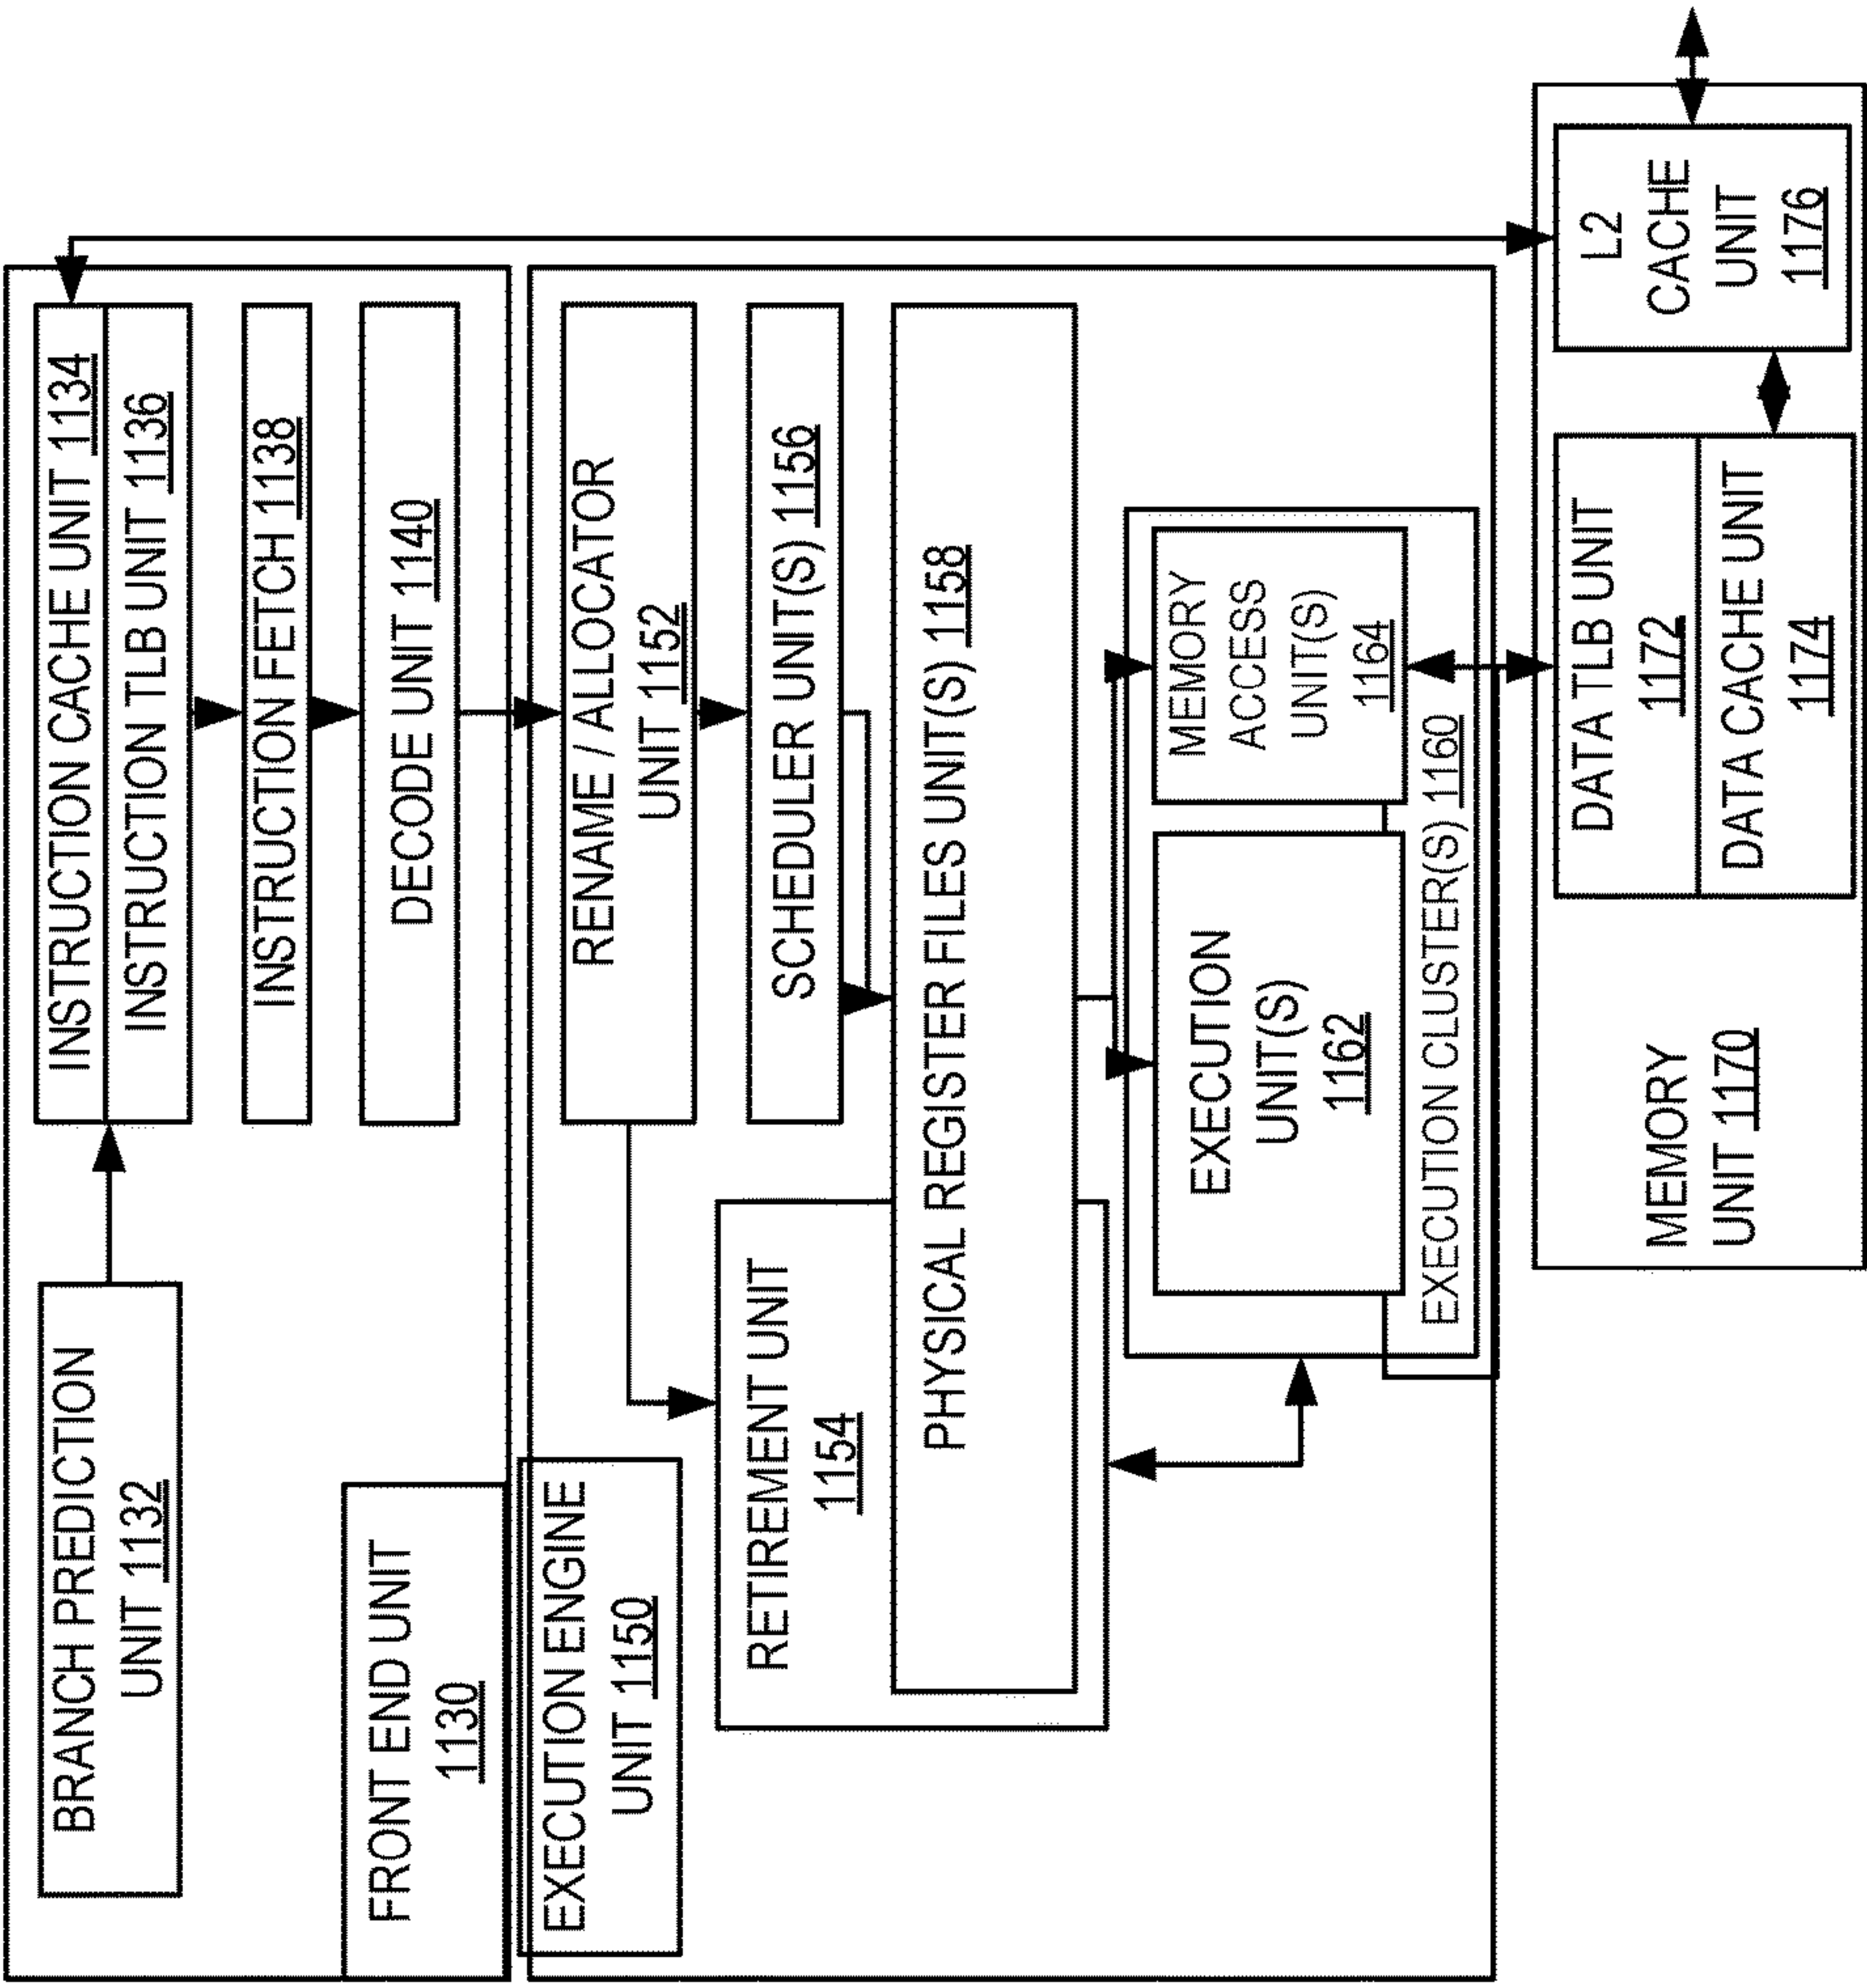 BRANCH PREDICTION
UNIT 1132
INSTRUCTION CACHE UNIT 1134
INSTRUCTION TLB UNIT 1136
INSTRUCTION FETCH 1138
DECODE UNIT 1140
FRONT END UNIT
1130
EXECUTION ENGINE
UNIT 1150
RENAME / ALLOCATOR
UNIT 1152
RETIREMENT UNIT
1154
SCHEDULER UNIT(S) 1156
PHYSICAL REGISTER FILES UNIT(S) 1158
EXECUTION
UNIT(S)
1162
MEMORY
ACCESS
UNIT(S)
1164
EXECUTION CLUSTER(S) 1160
MEMORY
UNIT 1170
DATA TLB UNIT
1172
DATA CACHE UNIT
1174
L2
CACHE
UNIT
1176